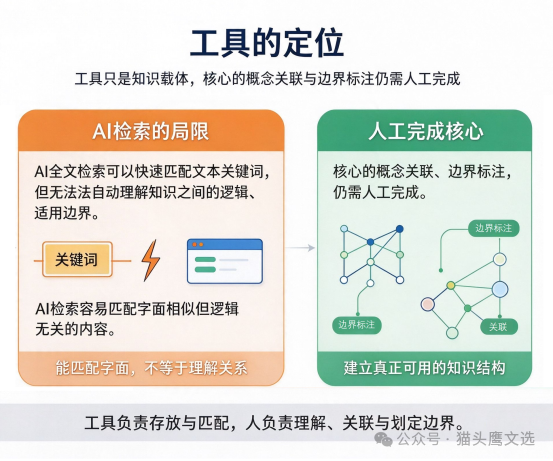 工具的定位
工具只是知识载体，核心的概念关联与边界标注仍需人工完成
AI检索的局限
AI全文检索可以快速匹配文本关键词，
但无法法自动理解知识之间的逻辑、
适用边界。
关键词
AI检索容易匹配字面相似但逻辑
无关的内容。
能匹配字面，不等于理解关系
人工完成核心
核心的概念关联、边界标注，
仍需人工完成。
边界标注
边界标注
关联
建立真正可用的知识结构
工具负责存放与匹配，人负责理解、关联与划定边界。
公众号·猫头鹰文选